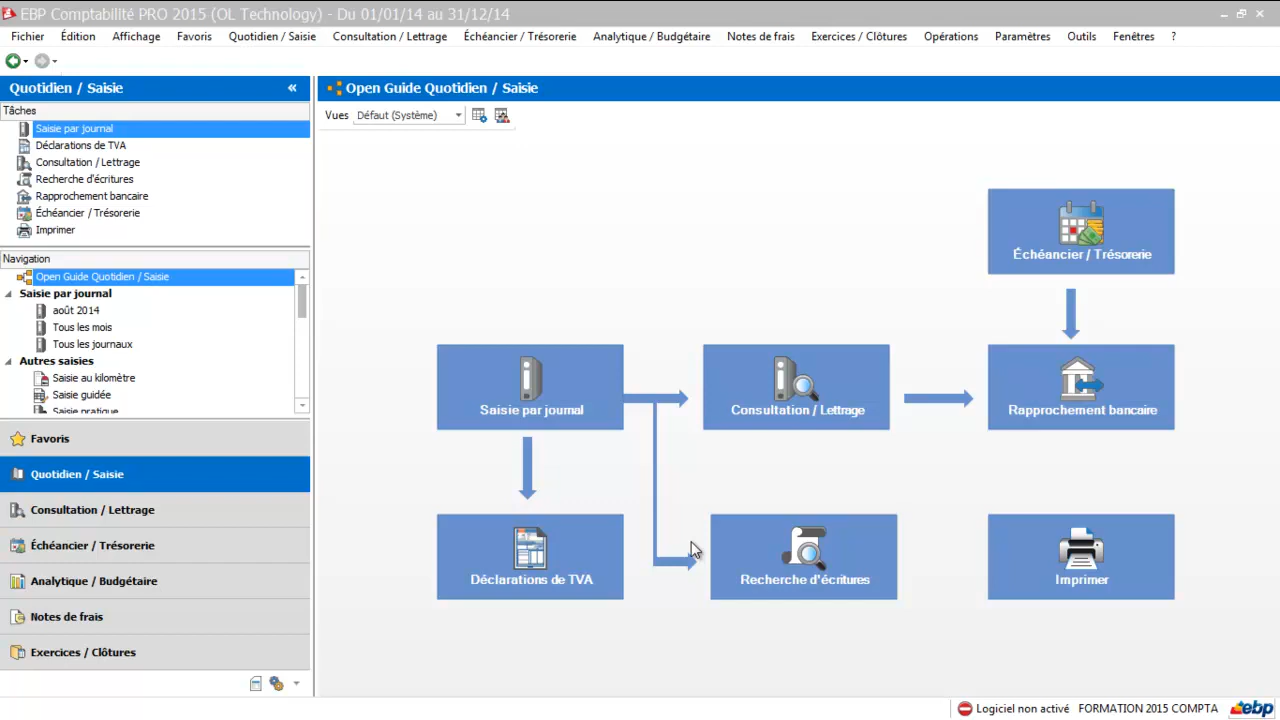 EBP Comptabilité PRO 2015 (OL Technology) - Du 01/01/14 au 31/12/14
Fichier Édition Affichage Favoris Quotidien / Saisie Consultation / Lettrage Échéancier / Trésorerie Analytique / Budgétaire Notes de frais Exercices / Clôtures Opérations Paramètres Outils Fenêtres ?
Quotidien / Saisie «
Tâches
Saisie par journal
Déclarations de TVA
Consultation / Lettrage
Recherche d'écritures
Rapprochement bancaire
Échéancier / Trésorerie
Imprimer
Navigation
Open Guide Quotidien / Saisie
Saisie par journal
août 2014
Tous les mois
Tous les journaux
Autres saisies
Saisie au kilomètre
Saisie guidée
Saisie pratique
Favoris
Quotidien / Saisie
Consultation / Lettrage
Échéancier / Trésorerie
Analytique / Budgétaire
Notes de frais
Exercices / Clôtures
Open Guide Quotidien / Saisie
Vues Défaut (Système)
Échéancier / Trésorerie
Saisie par journal
Consultation / Lettrage
Rapprochement bancaire
Déclarations de TVA
Recherche d'écritures
Imprimer
Logiciel non activé FORMATION 2015 COMPTA ebp